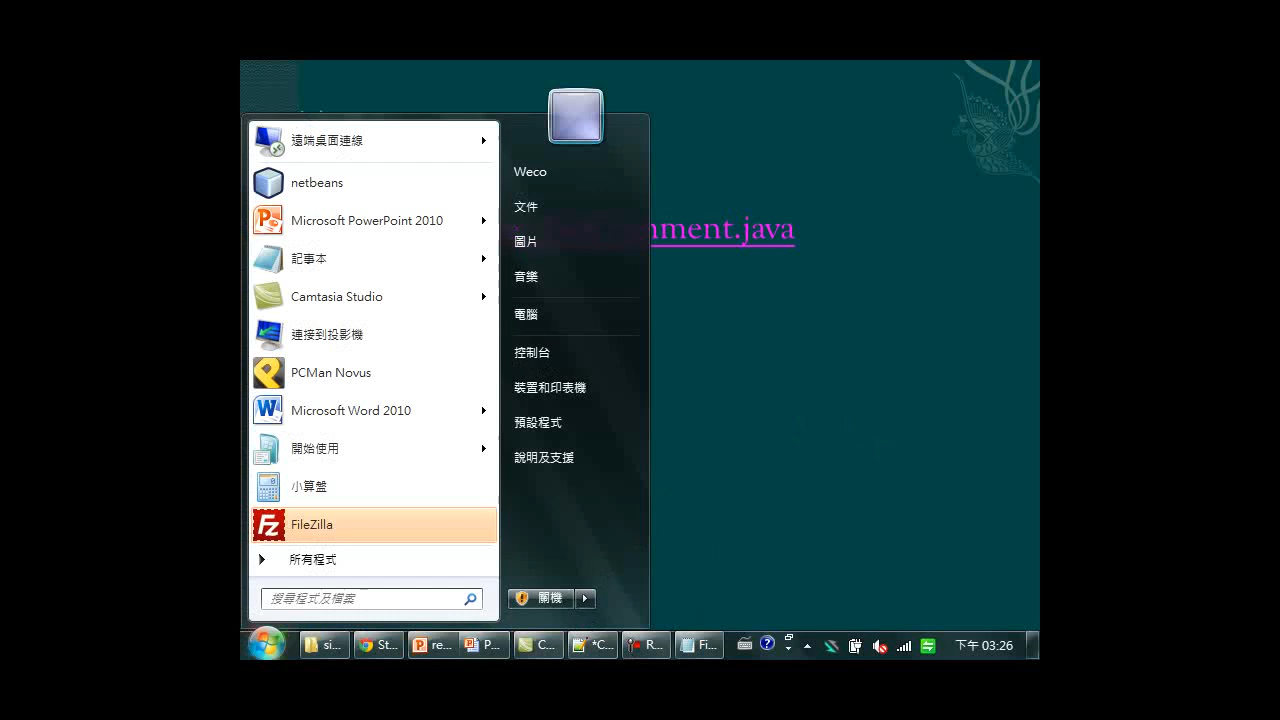 遠端桌面連線
netbeans
Microsoft PowerPoint 2010
記事本
Camtasia Studio
連接到投影機
PCMan Novus
Microsoft Word 2010
開始使用
小算盤
FileZilla
所有程式
搜尋程式及檔案
Weco
文件
圖片
音樂
電腦
控制台
裝置和印表機
預設程式
說明及支援
關機
mment.java
si...
St...
re...
P...
C...
*C...
R...
Fi...
下午 03:26